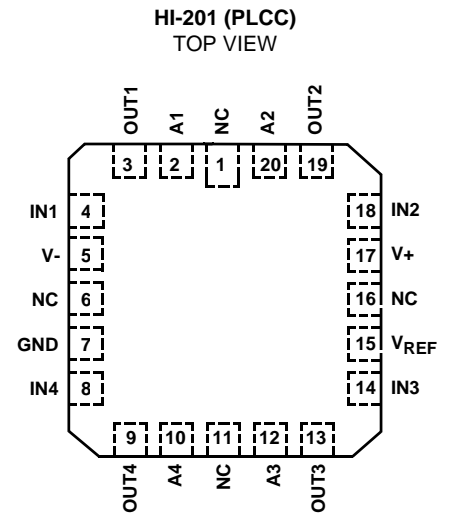 HI-201 (PLCC)
TOP VIEW
OUT1
A1
NC
A2
OUT2
3
2
1
20
19
IN1 4
18 IN2
V- 5
17 V+
NC 6
16 NC
GND 7
15 VREF
IN4 8
14 IN3
9
10
11
12
13
OUT4
A4
NC
A3
OUT3